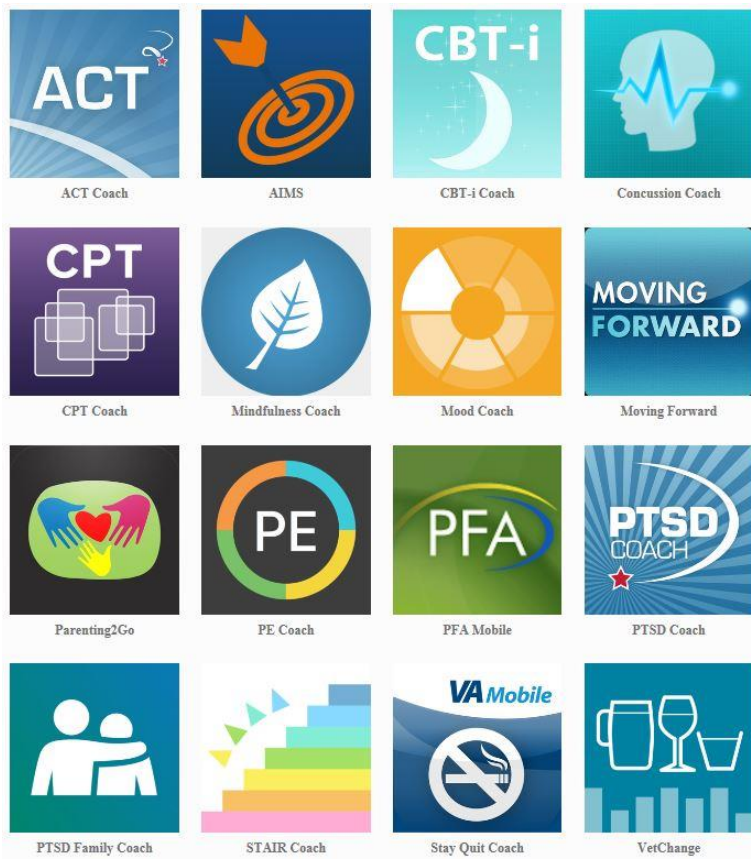 ACT
ACT Coach
AIMS
CBT-i
CBT-i Coach
Concussion Coach
CPT
CPT Coach
Mindfulness Coach
Mood Coach
MOVING
FORWARD
Moving Forward
Parenting2Go
PE
PE Coach
PFA
PFA Mobile
PTSD
COACH
PTSD Coach
PTSD Family Coach
STAIR Coach
VA Mobile
Stay Quit Coach
VetChange